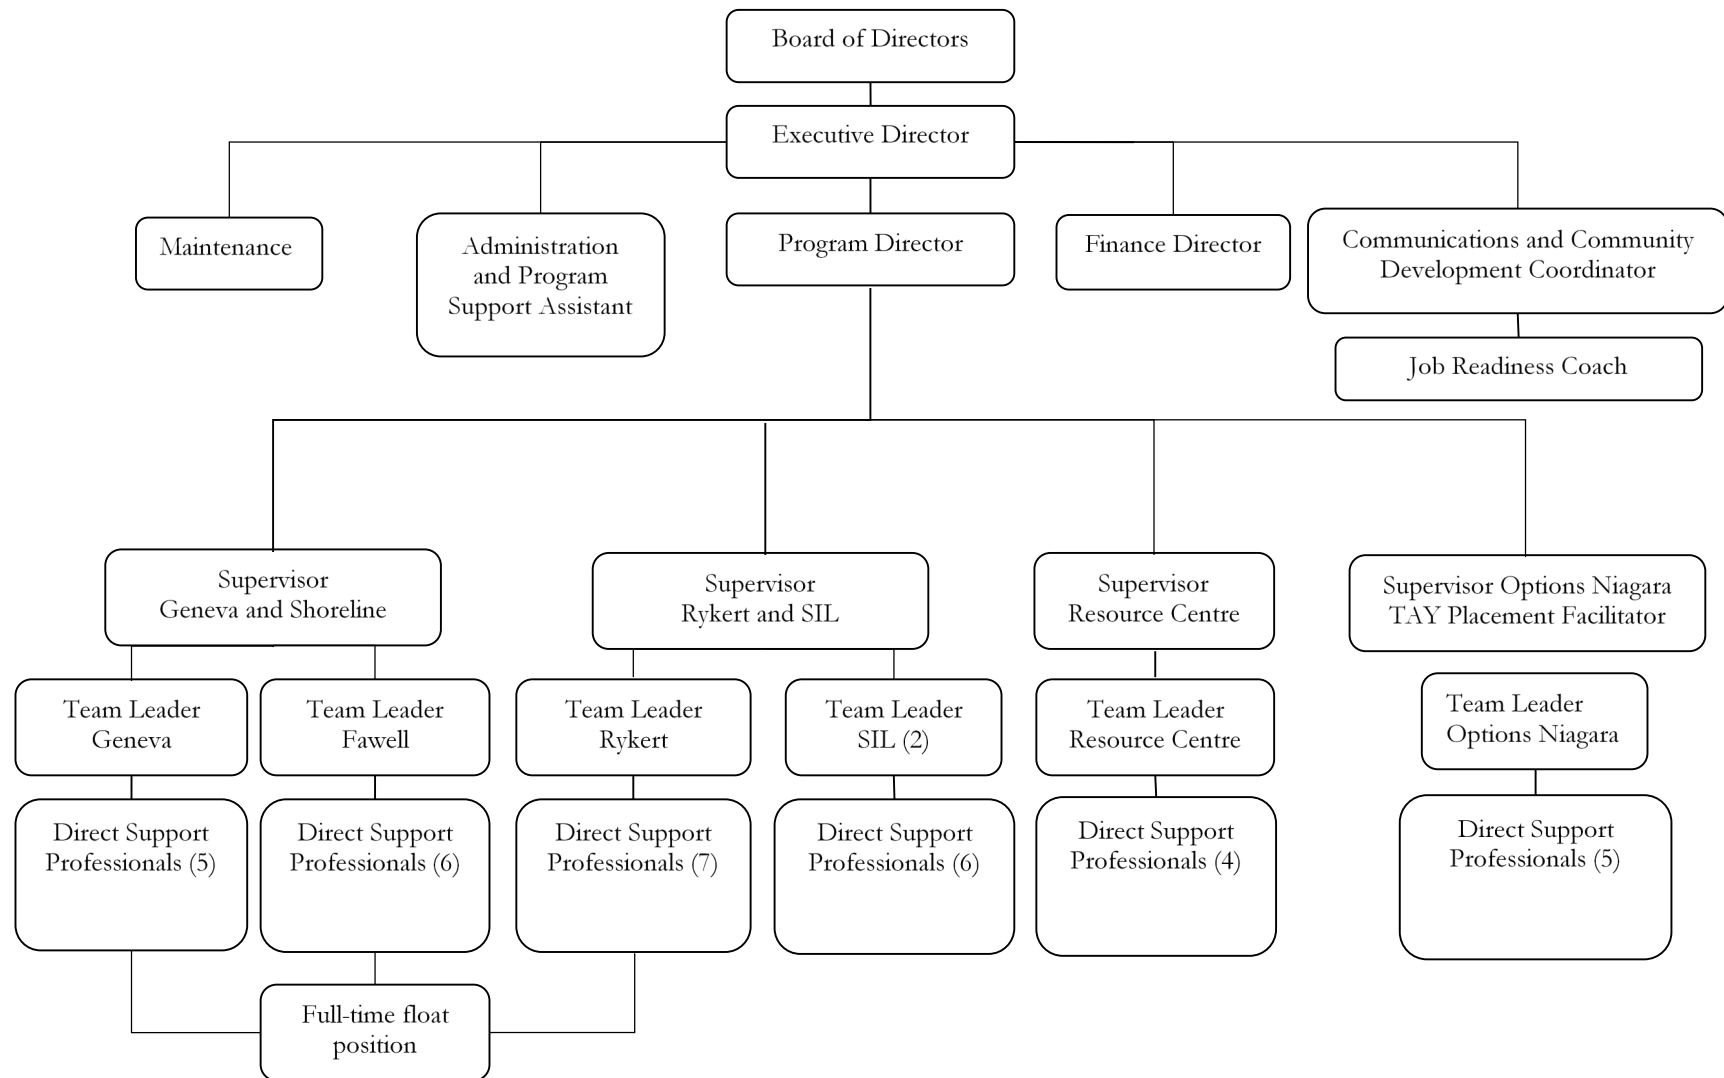 Board of Directors
Executive Director
Maintenance
Administration
and Program
Support Assistant
Program Director
Finance Director
Communications and Community
Development Coordinator
Job Readiness Coach
Supervisor
Geneva and Shoreline
Supervisor
Rykert and SIL
Supervisor
Resource Centre
Supervisor Options Niagara
TAY Placement Facilitator
Team Leader
Geneva
Team Leader
Fawell
Team Leader
Rykert
Team Leader
SIL (2)
Team Leader
Resource Centre
Team Leader
Options Niagara
Direct Support
Professionals (5)
Direct Support
Professionals (6)
Direct Support
Professionals (7)
Direct Support
Professionals (6)
Direct Support
Professionals (4)
Direct Support
Professionals (5)
Full-time float
position